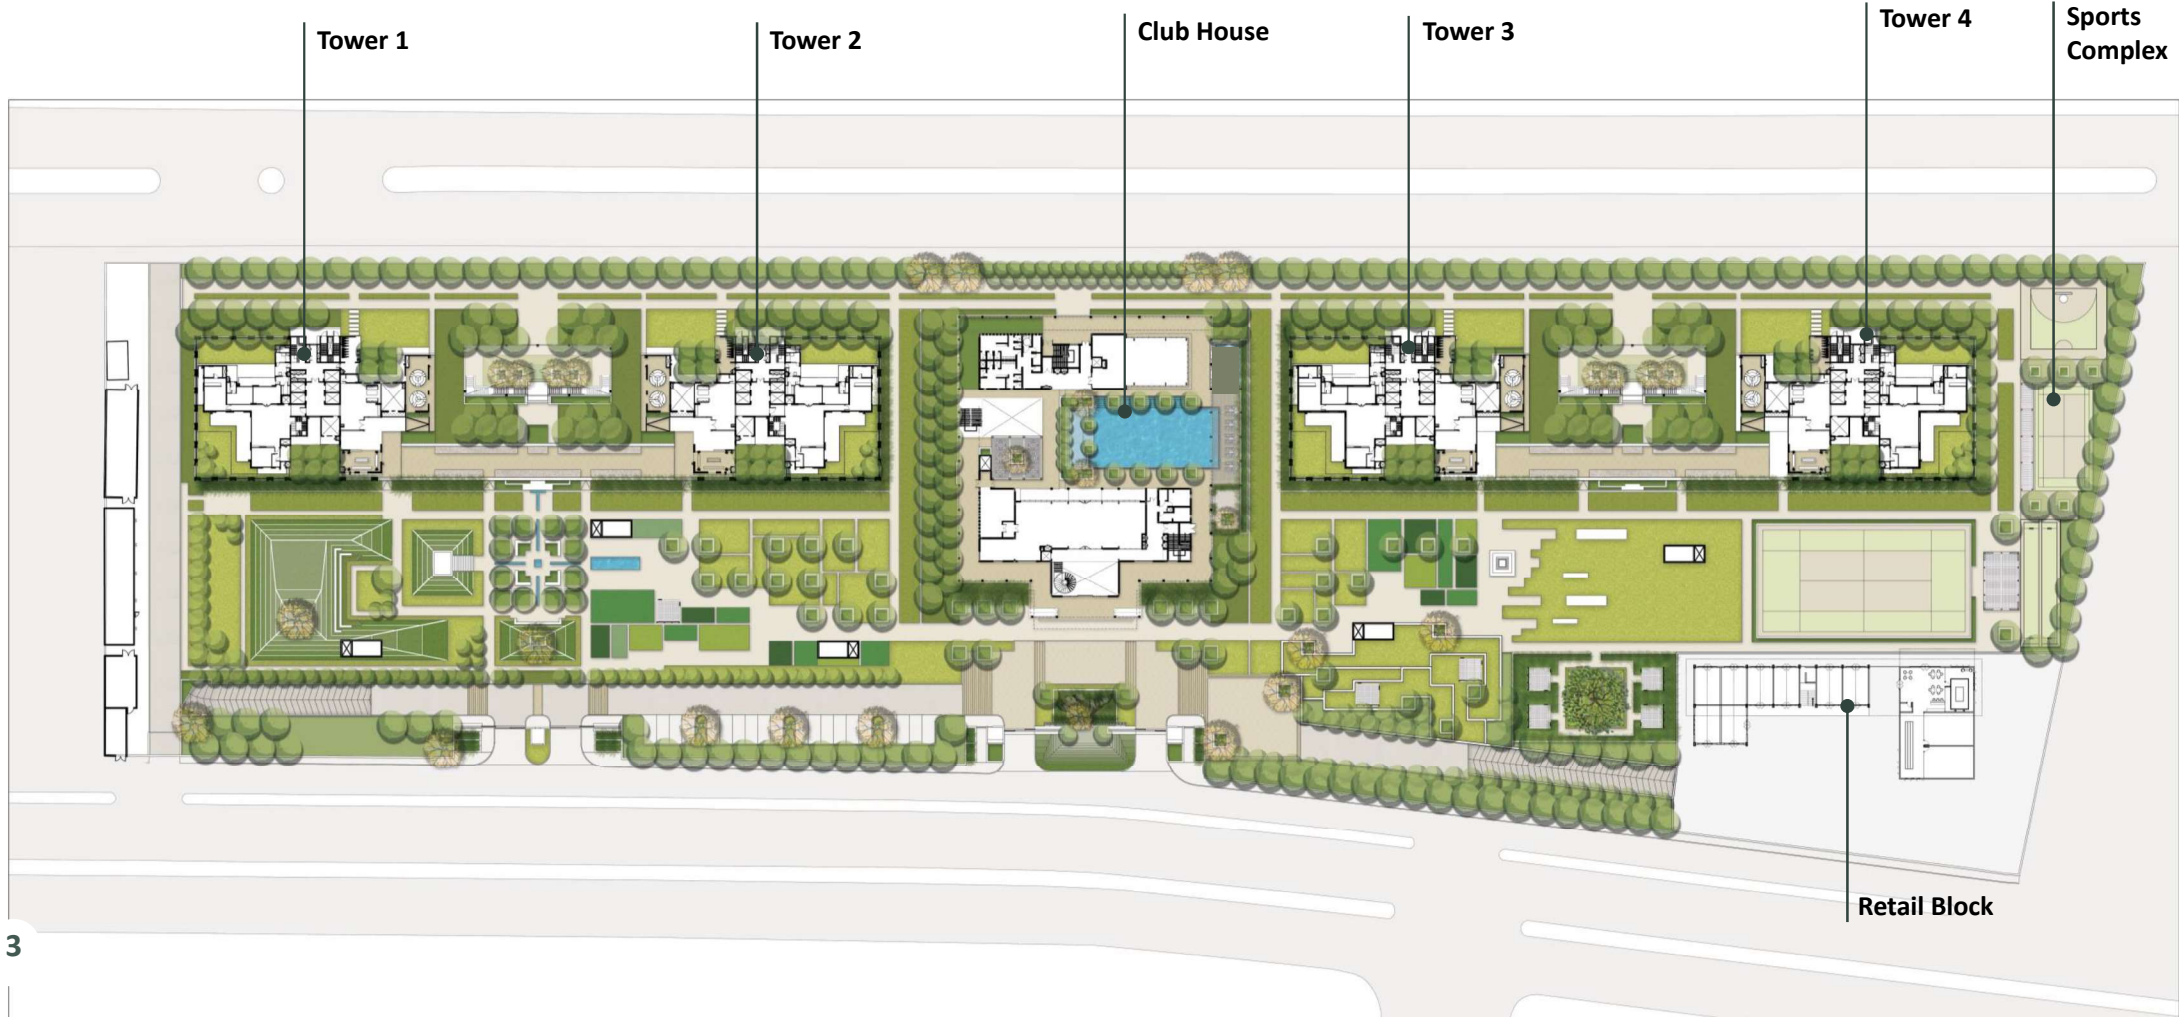 Tower 1
Tower 2
Club House
Tower 3
Tower 4
Sports
Complex
Retail Block
3